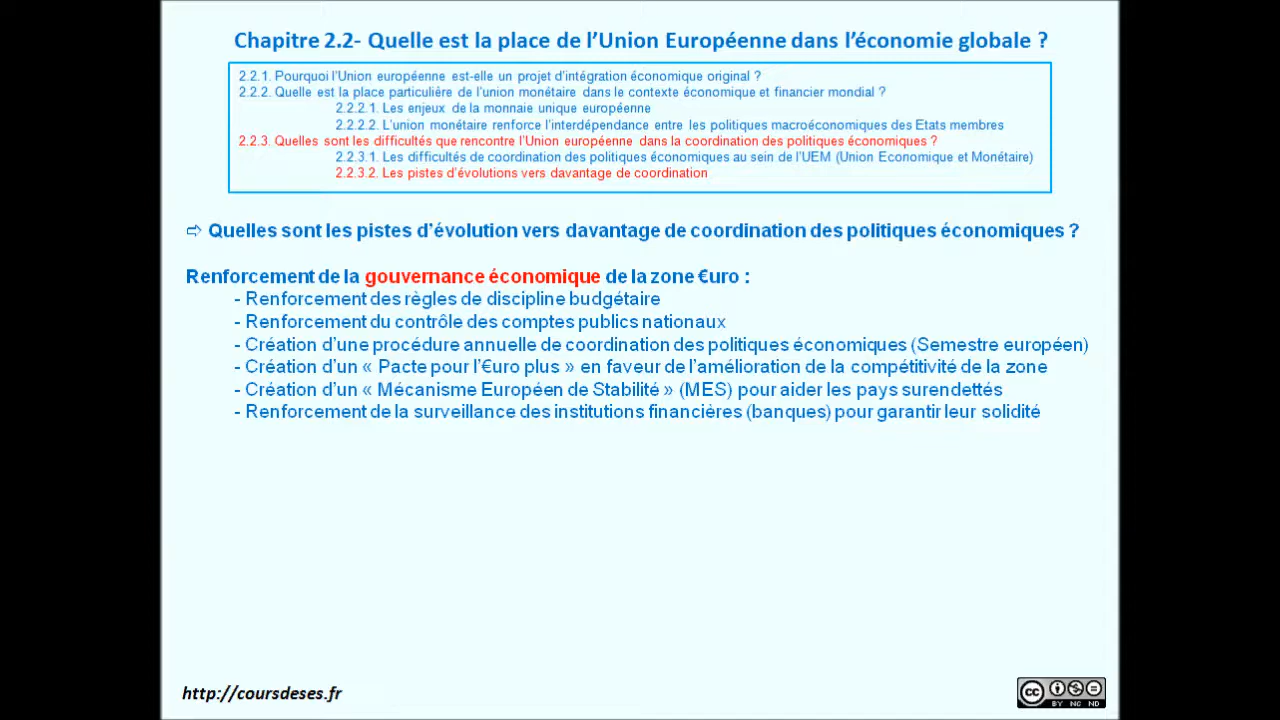 Chapitre 2.2- Quelle est la place de l’Union Européenne dans l’économie globale ?
2.2.1. Pourquoi l’Union européenne est-elle un projet d’intégration économique original ?
2.2.2. Quelle est la place particulière de l’union monétaire dans le contexte économique et financier mondial ?
2.2.2.1. Les enjeux de la monnaie unique européenne
2.2.2.2. L’union monétaire renforce l’interdépendance entre les politiques macroéconomiques des Etats membres
2.2.3. Quelles sont les difficultés que rencontre l’Union européenne dans la coordination des politiques économiques ?
2.2.3.1. Les difficultés de coordination des politiques économiques au sein de l’UEM (Union Economique et Monétaire)
2.2.3.2. Les pistes d’évolutions vers davantage de coordination
⇨ Quelles sont les pistes d’évolution vers davantage de coordination des politiques économiques ?
Renforcement de la gouvernance économique de la zone €uro :
- Renforcement des règles de discipline budgétaire
- Renforcement du contrôle des comptes publics nationaux
- Création d’une procédure annuelle de coordination des politiques économiques (Semestre européen)
- Création d’un « Pacte pour l’€uro plus » en faveur de l’amélioration de la compétitivité de la zone
- Création d’un « Mécanisme Européen de Stabilité » (MES) pour aider les pays surendettés
- Renforcement de la surveillance des institutions financières (banques) pour garantir leur solidité
http://coursdeses.fr
cc
BY NC ND